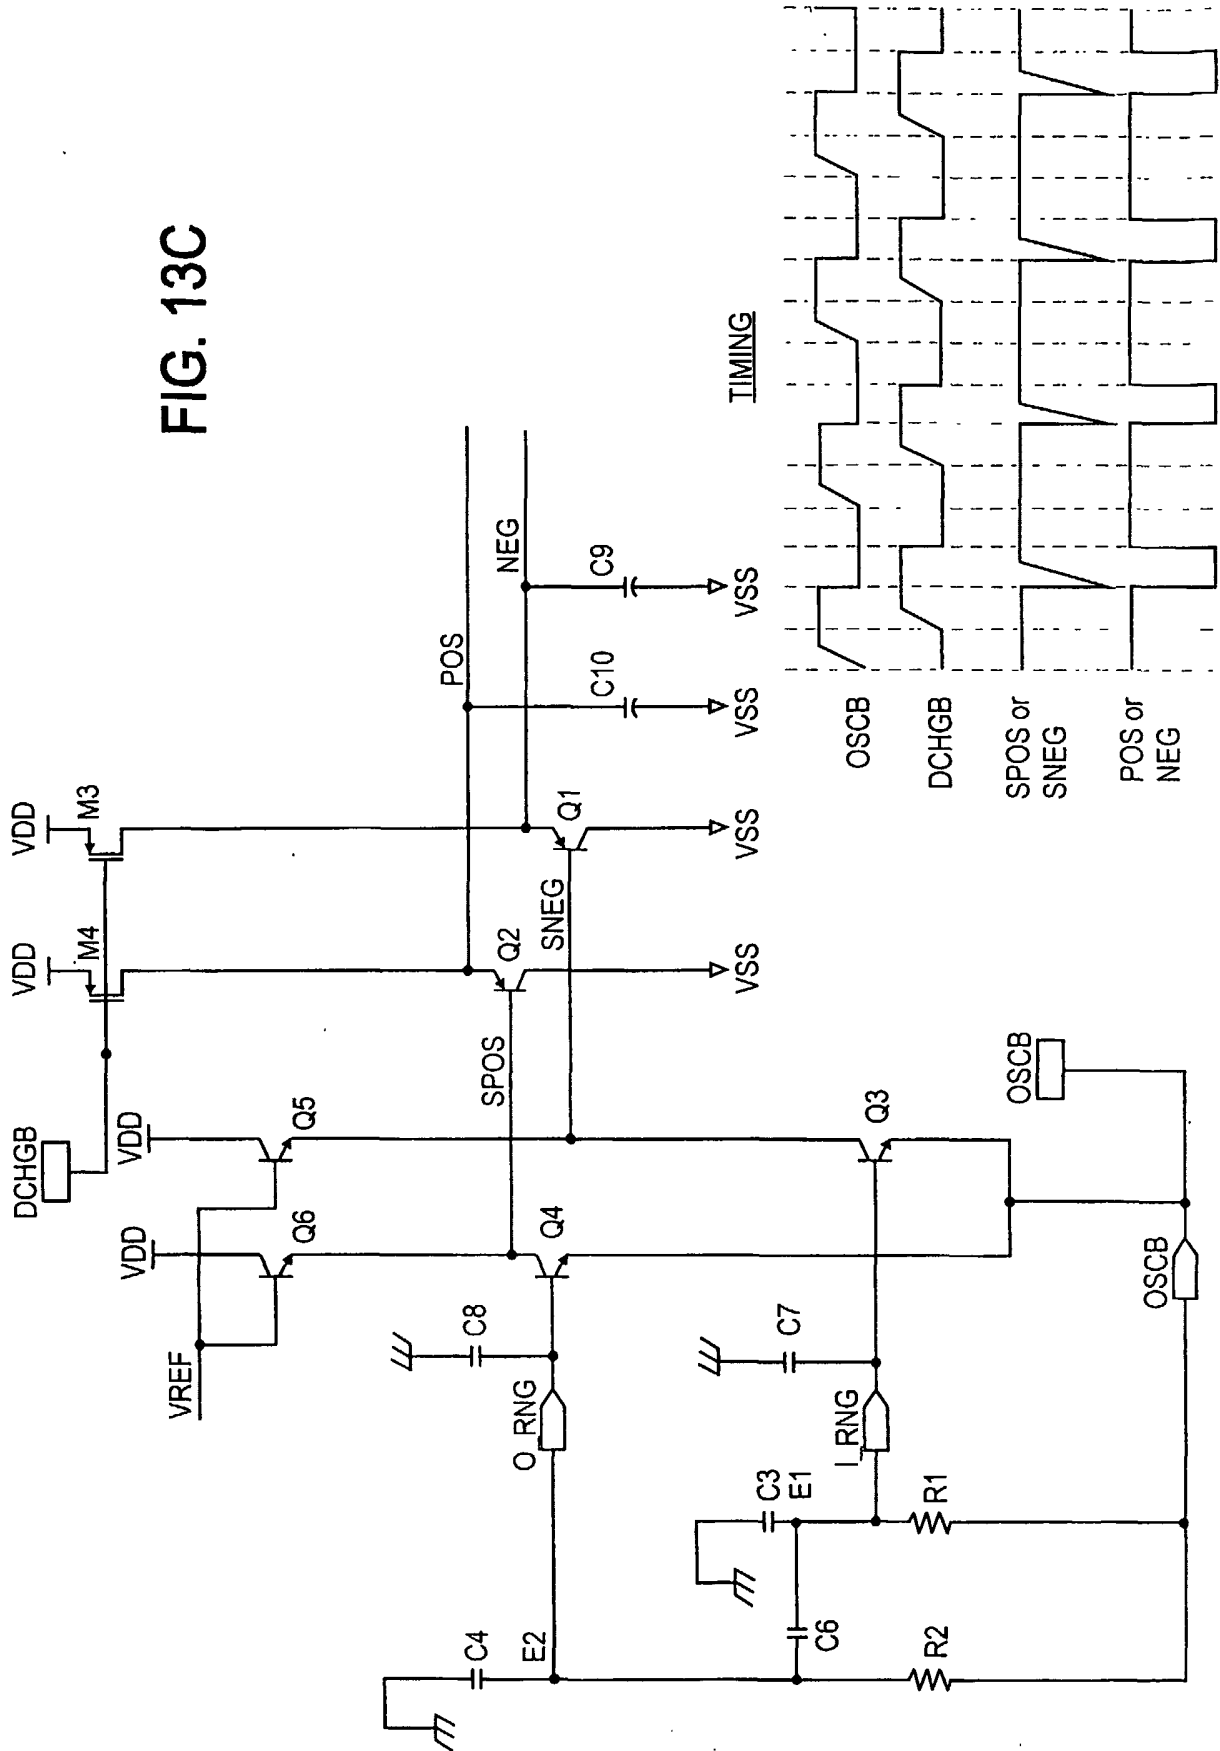 FIG. 13C
DCHGB
VDD
VDD
VDD
VDD
M4
M3
VREF
Q6
Q5
POS
NEG
SPOS
Q2
SNEG
Q1
C10
C9
VSS
VSS
VSS
VSS
C4
E2
O_RNG
C8
Q4
C3
E1
C6
I_RNG
C7
Q3
R2
R1
OSCB
OSCB
TIMING
OSCB
DCHGB
SPOS or
SNEG
POS or
NEG